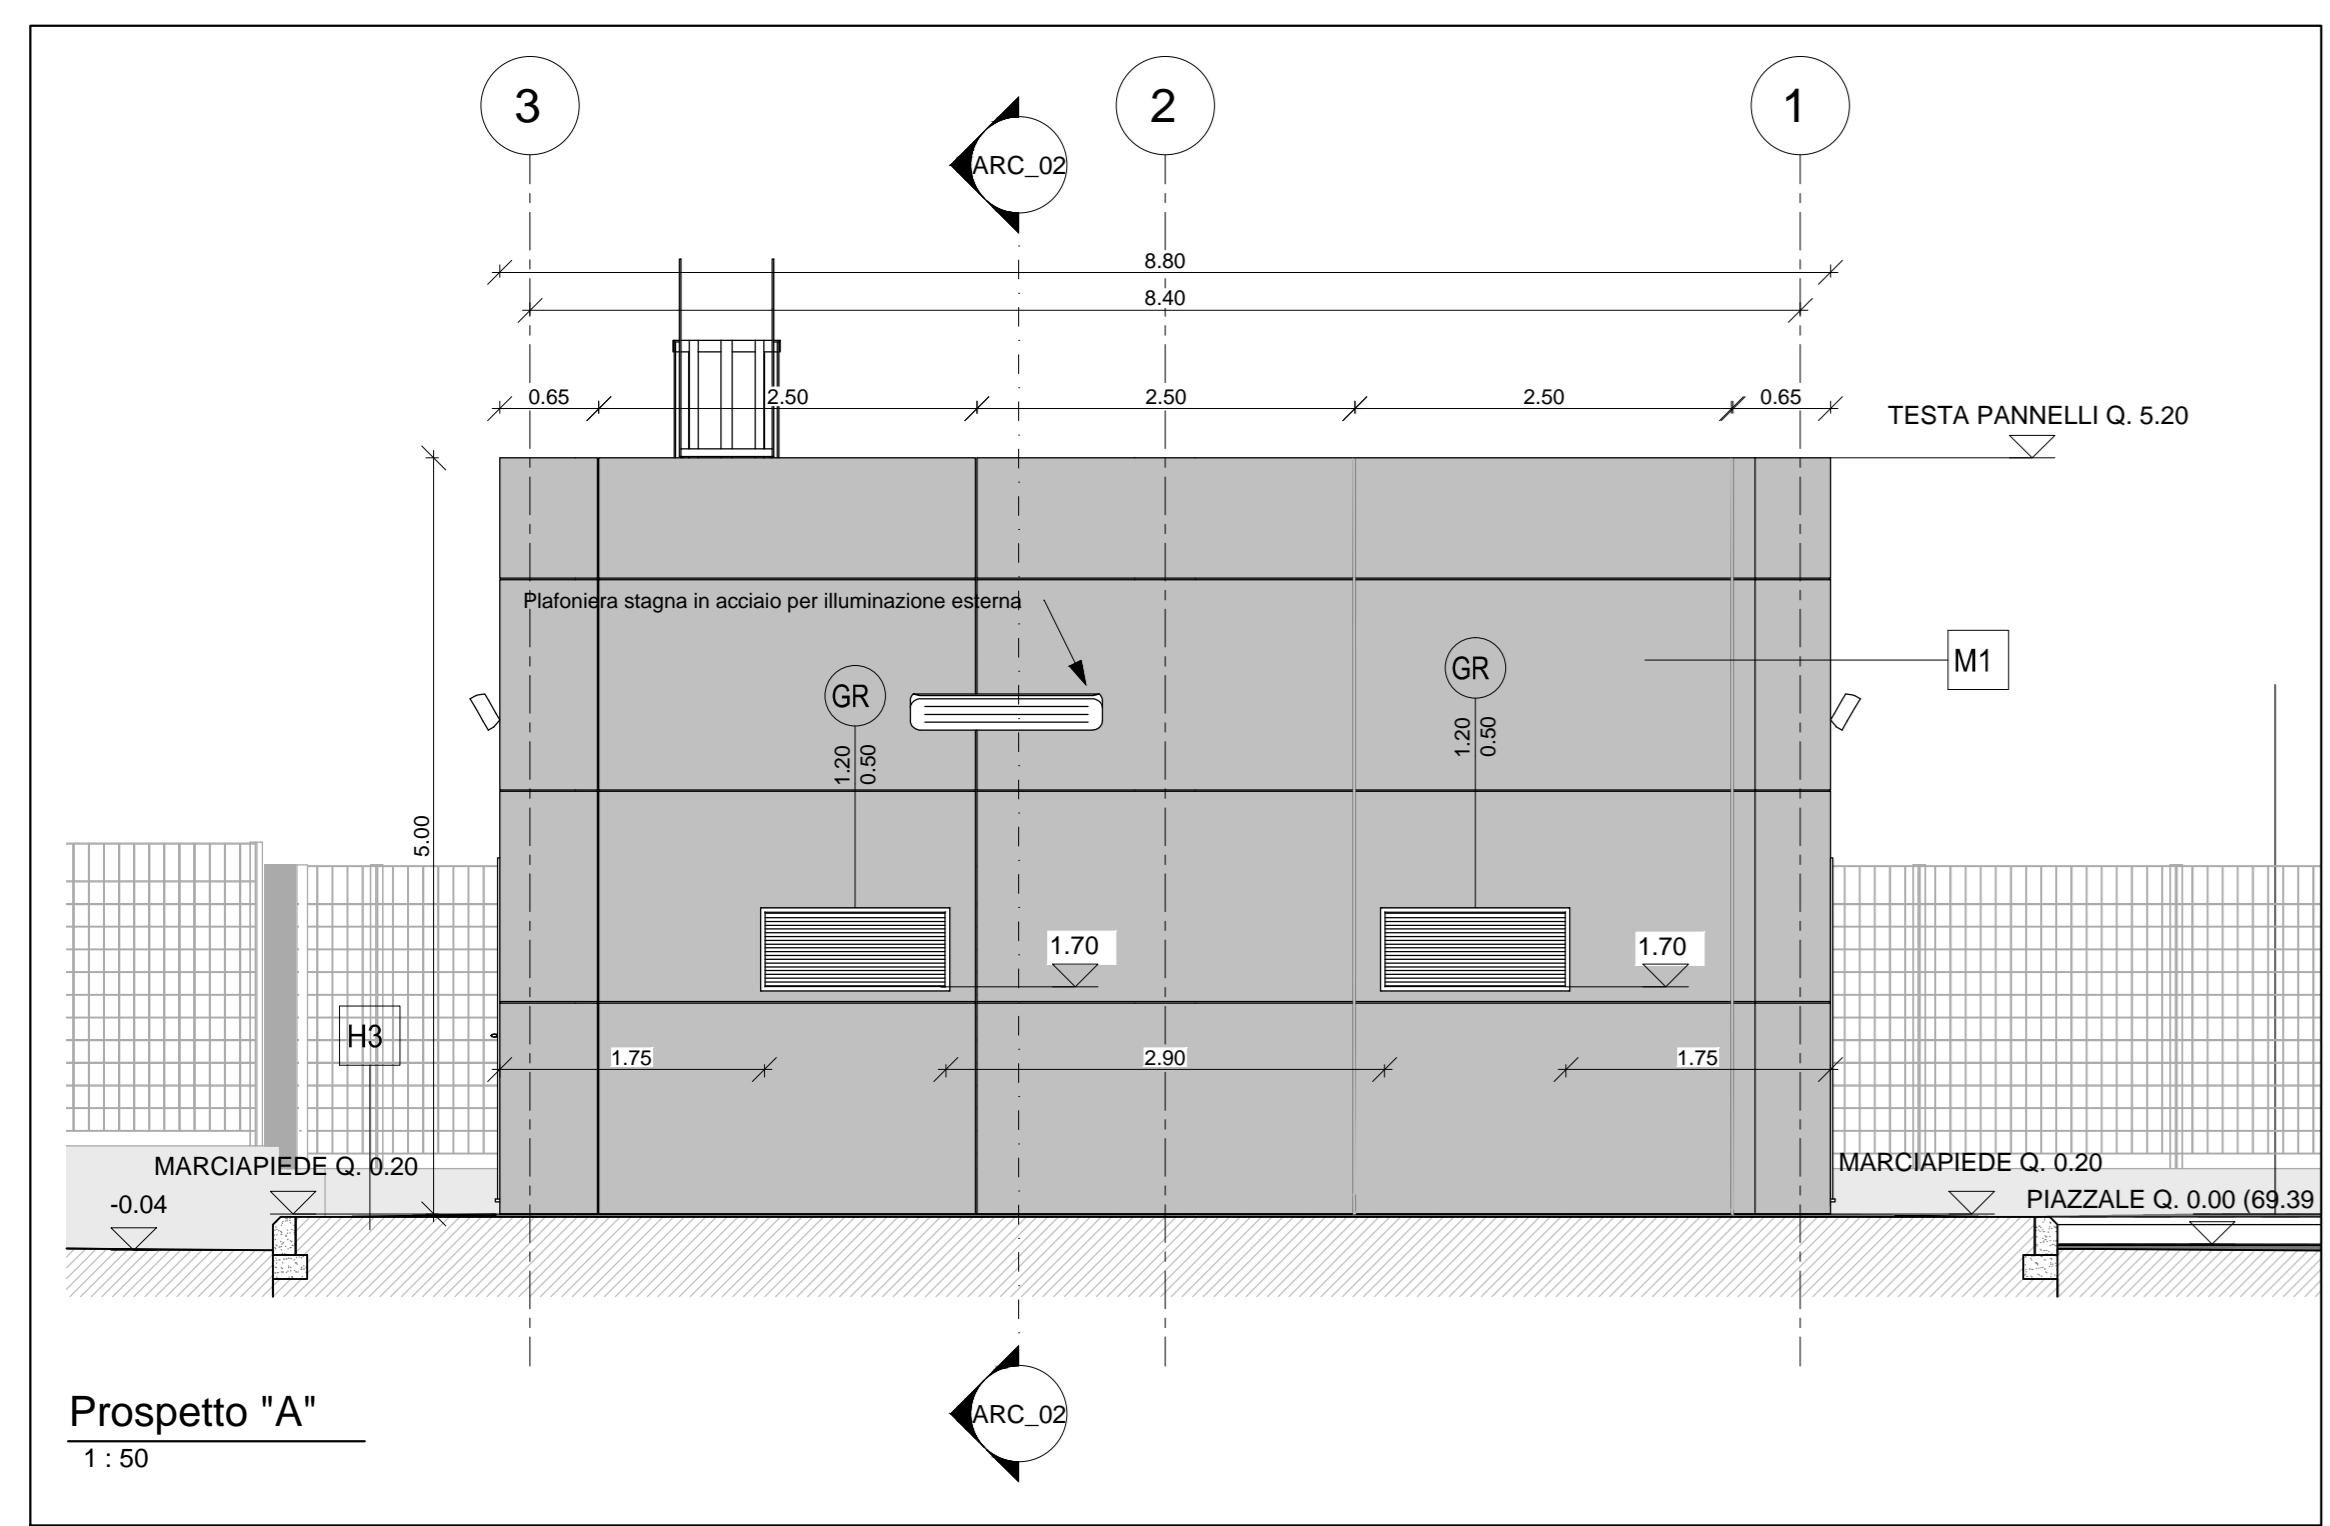 3
2
1
ARC_02
8.80
8.40
0.65
2.50
2.50
2.50
0.65
TESTA PANNELLI Q. 5.20
Plafoniera stagna in acciaio per illuminazione esterna
GR
1.20
0.50
GR
1.20
0.50
M1
5.00
1.70
1.70
H3
1.75
2.90
1.75
MARCIAPIEDE Q. 0.20
MARCIAPIEDE Q. 0.20
-0.04
PIAZZALE Q. 0.00 (69.39
Prospetto "A"
1 : 50
ARC_02